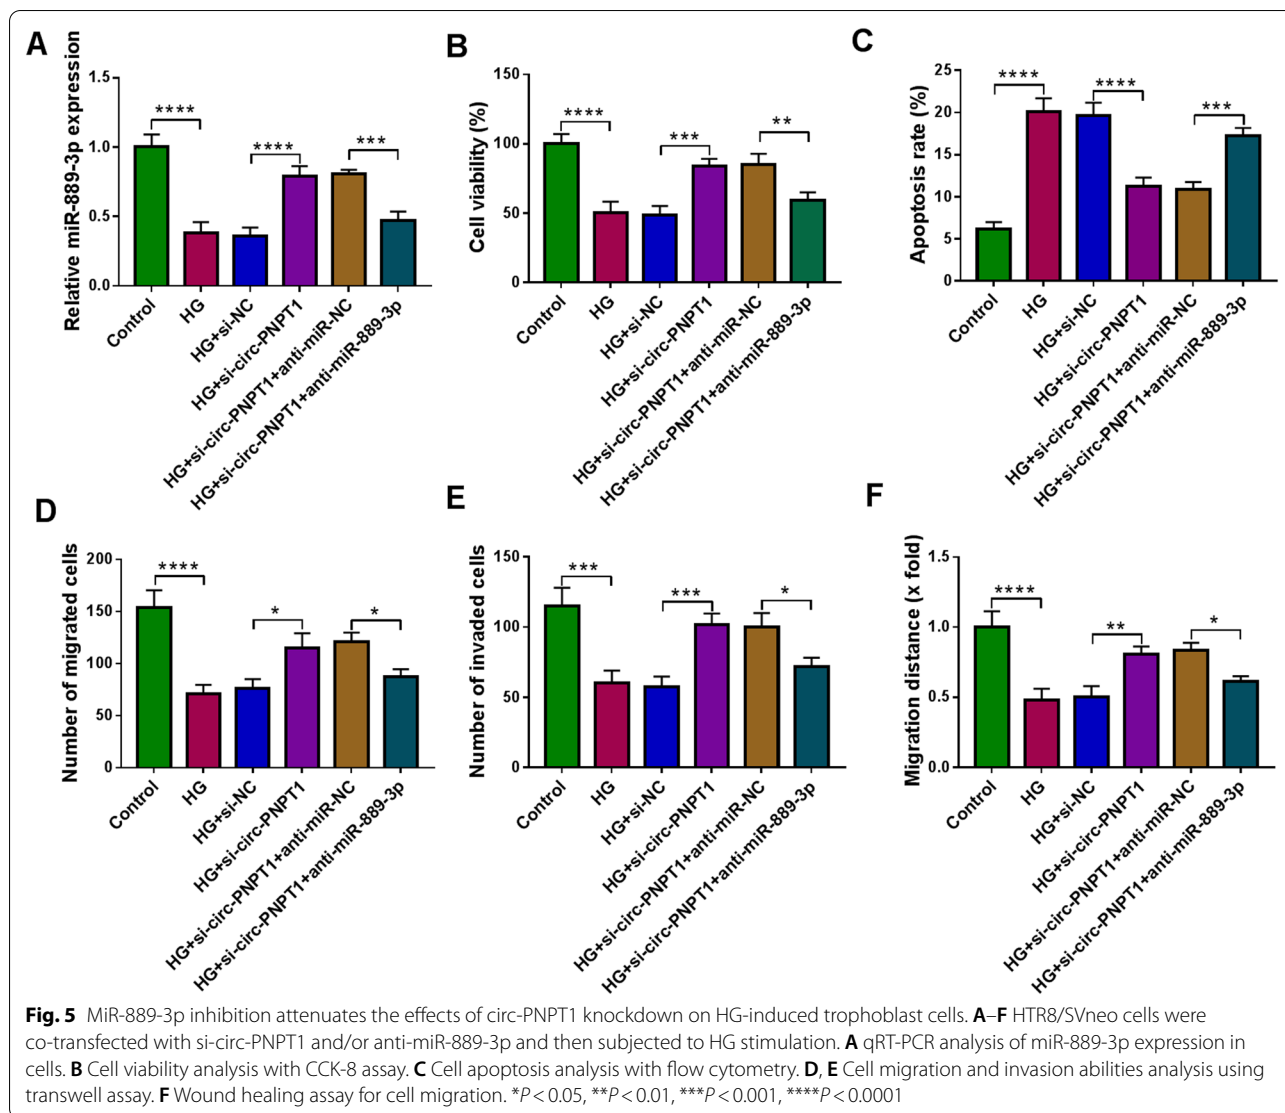 A
Relative miR-889-3p expression
1.5
1.0
0.5
0.0
****
****
***
Control
HG
HG+si-NC
HG+si-circ-PNPT1
HG+si-circ-PNPT1+anti-miR-NC
HG+si-circ-PNPT1+anti-miR-889-3p
B
Cell viability (%)
150
100
50
0
****
***
**
Control
HG
HG+si-NC
HG+si-circ-PNPT1
HG+si-circ-PNPT1+anti-miR-NC
HG+si-circ-PNPT1+anti-miR-889-3p
C
Apoptosis rate (%)
25
20
15
10
5
0
****
****
***
Control
HG
HG+si-NC
HG+si-circ-PNPT1
HG+si-circ-PNPT1+anti-miR-NC
HG+si-circ-PNPT1+anti-miR-889-3p
D
Number of migrated cells
200
150
100
50
0
****
*
*
Control
HG
HG+si-NC
HG+si-circ-PNPT1
HG+si-circ-PNPT1+anti-miR-NC
HG+si-circ-PNPT1+anti-miR-889-3p
E
Number of invaded cells
150
100
50
0
***
***
*
Control
HG
HG+si-NC
HG+si-circ-PNPT1
HG+si-circ-PNPT1+anti-miR-NC
HG+si-circ-PNPT1+anti-miR-889-3p
F
Migration distance (x fold)
1.5
1.0
0.5
0.0
****
**
*
Control
HG
HG+si-NC
HG+si-circ-PNPT1
HG+si-circ-PNPT1+anti-miR-NC
HG+si-circ-PNPT1+anti-miR-889-3p
Fig. 5 MiR-889-3p inhibition attenuates the effects of circ-PNPT1 knockdown on HG-induced trophoblast cells. A–F HTR8/SVneo cells were
co-transfected with si-circ-PNPT1 and/or anti-miR-889-3p and then subjected to HG stimulation. A qRT-PCR analysis of miR-889-3p expression in
cells. B Cell viability analysis with CCK-8 assay. C Cell apoptosis analysis with flow cytometry. D, E Cell migration and invasion abilities analysis using
transwell assay. F Wound healing assay for cell migration. *P < 0.05, **P < 0.01, ***P < 0.001, ****P < 0.0001